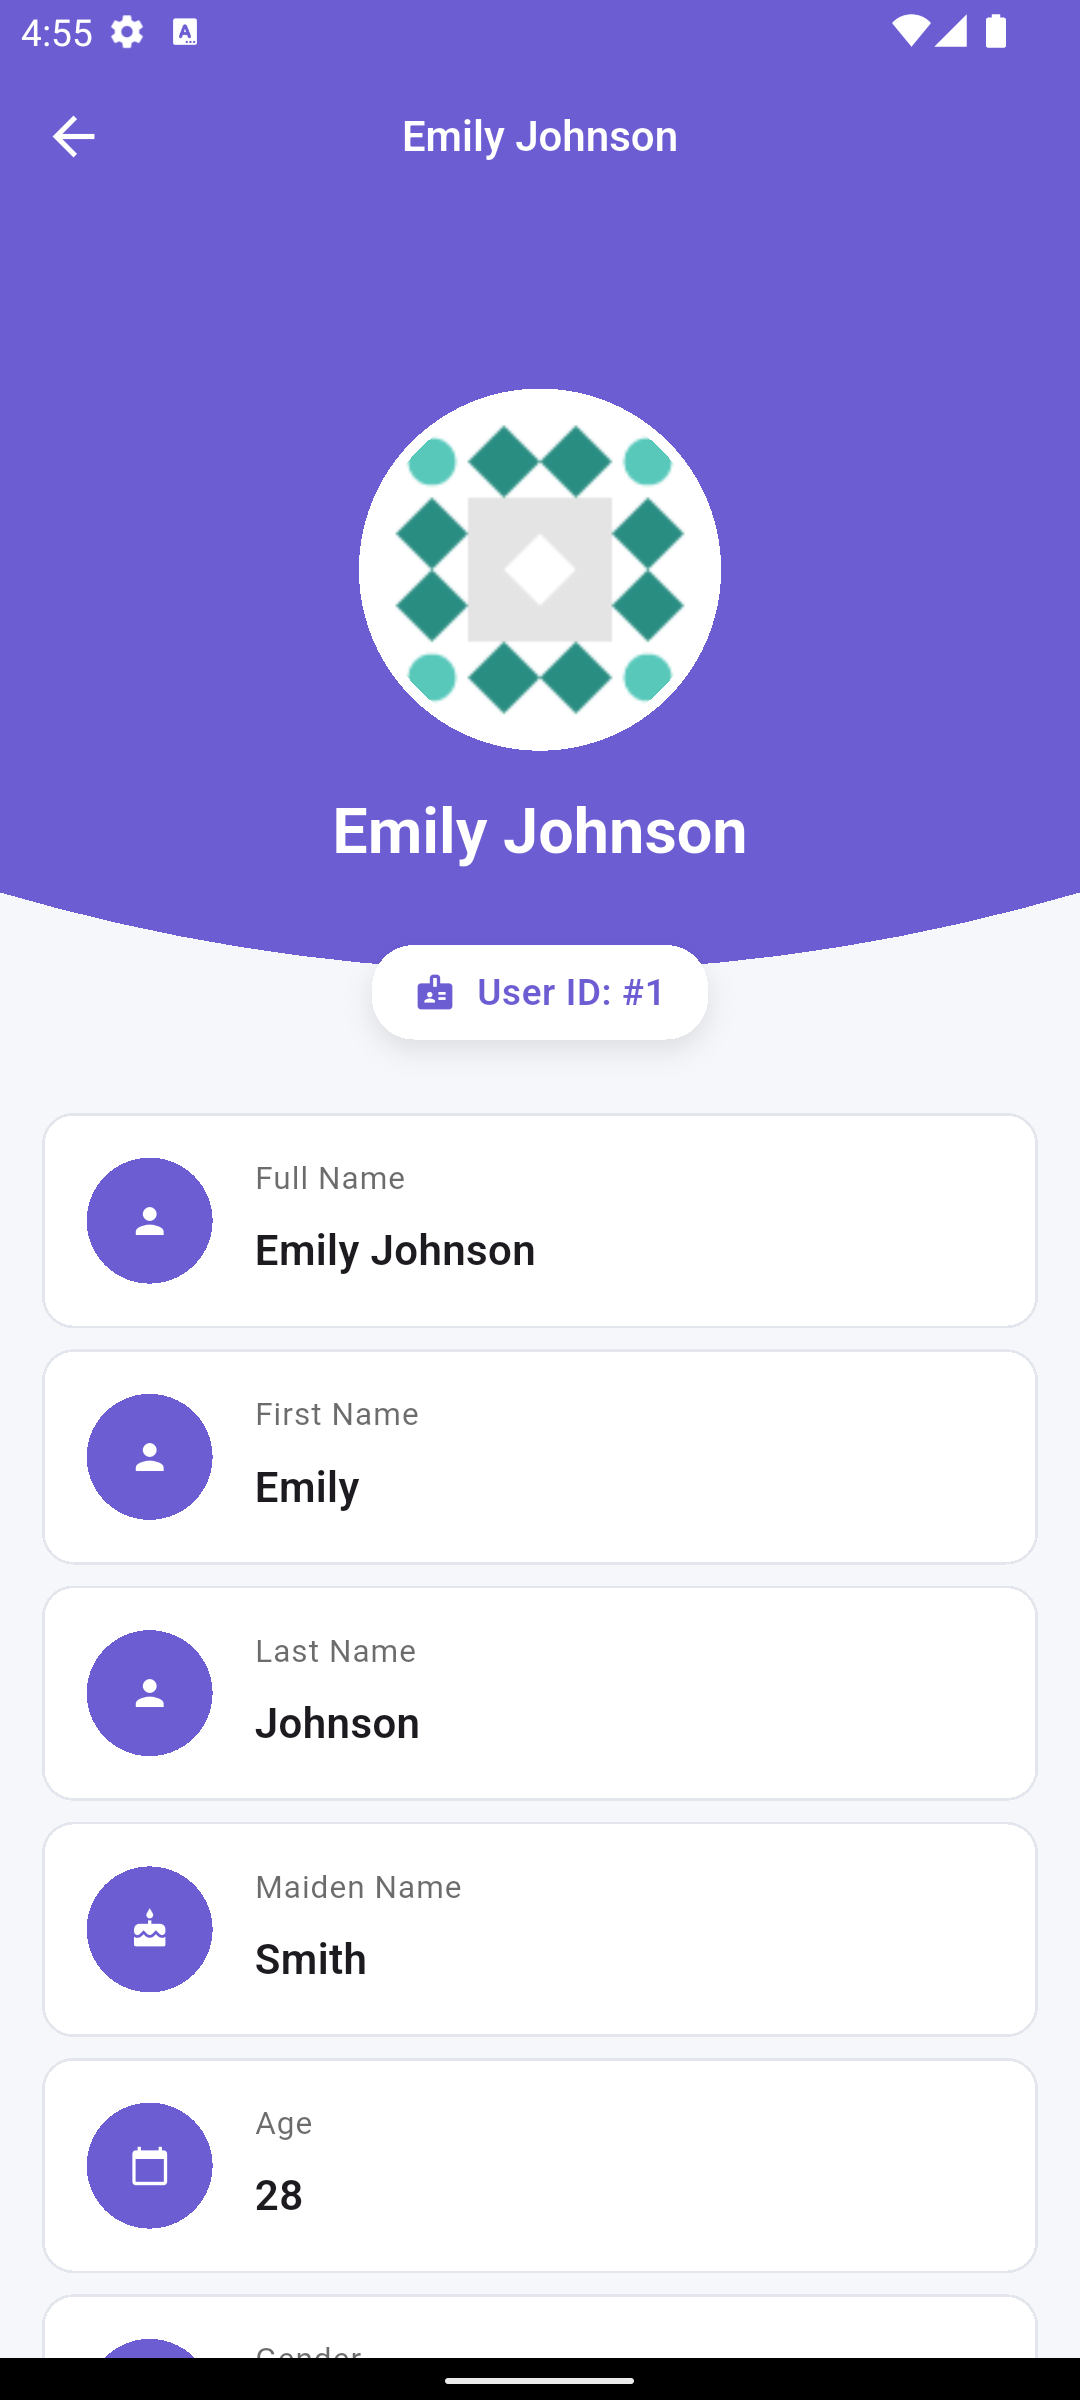 4:55
Emily Johnson
Emily Johnson
User ID: #1
Full Name
Emily Johnson
First Name
Emily
Last Name
Johnson
Maiden Name
Smith
Age
28
Gender